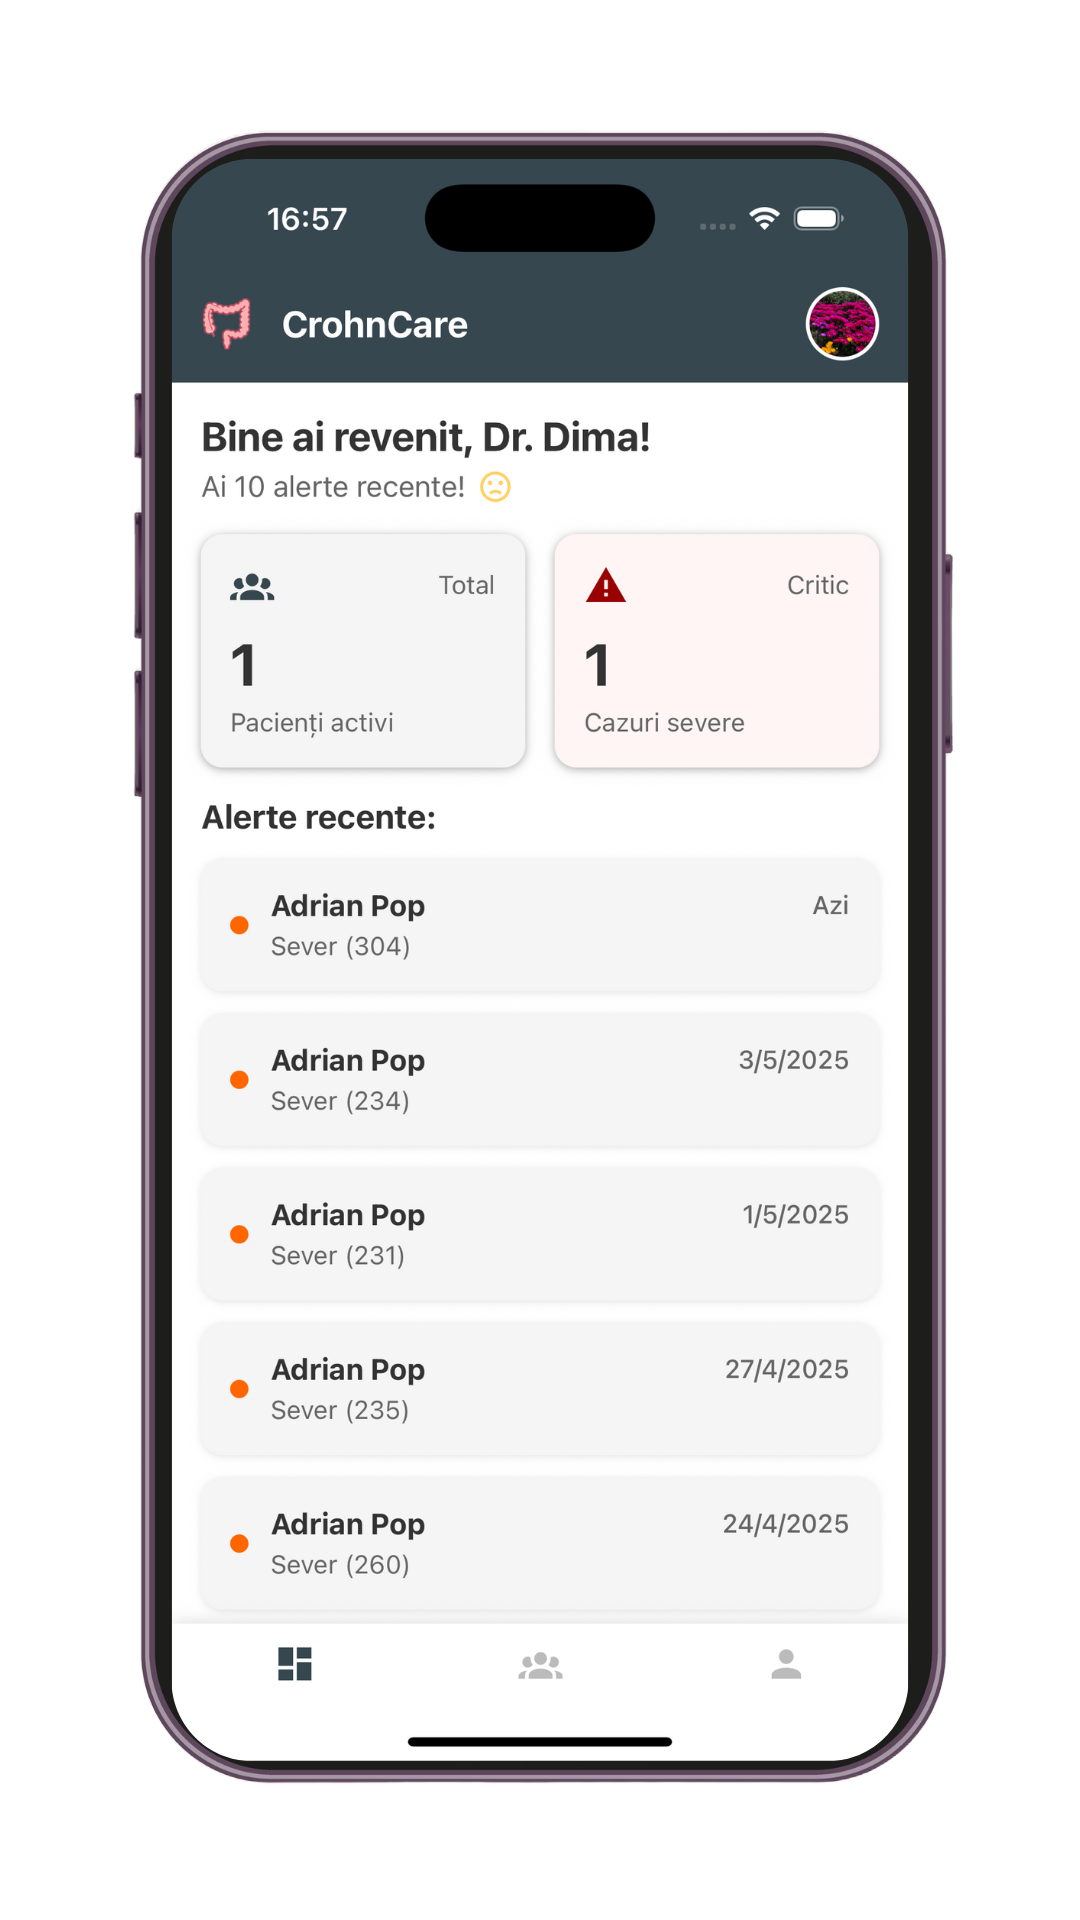 16:57
CrohnCare
Bine ai revenit, Dr. Dima!
Ai 10 alerte recente!
Total
1
Pacienți activi
Critic
1
Cazuri severe
Alerte recente:
Adrian Pop Azi
Sever (304)
Adrian Pop 3/5/2025
Sever (234)
Adrian Pop 1/5/2025
Sever (231)
Adrian Pop 27/4/2025
Sever (235)
Adrian Pop 24/4/2025
Sever (260)